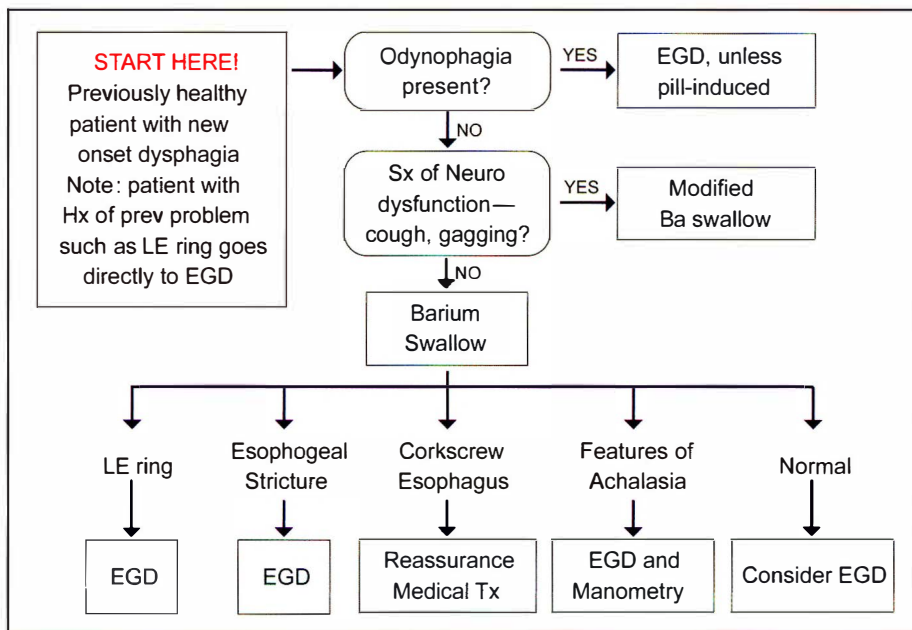 START HERE!
Previously healthy
patient with new
onset dysphagia
Note: patient with
Hx of prev problem
such as LE ring goes
directly to EGD
Odynophagia
present?
YES
EGD, unless
pill-induced
NO
Sx of Neuro
dysfunction—
cough, gagging?
YES
Modified
Ba swallow
NO
Barium
Swallow
LE ring
Esophogeal
Stricture
Corkscrew
Esophagus
Features of
Achalasia
Normal
EGD
EGD
Reassurance
Medical Tx
EGD and
Manometry
Consider EGD